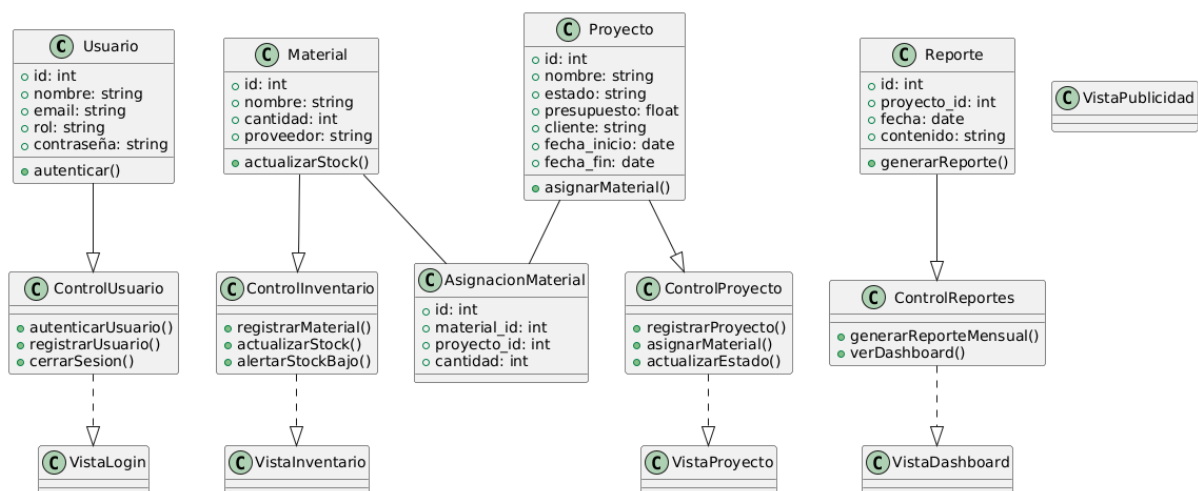 C Usuario
id: int
nombre: string
email: string
rol: string
contraseña: string
autenticar()
C Material
id: int
nombre: string
cantidad: int
proveedor: string
actualizarStock()
C Proyecto
id: int
nombre: string
estado: string
presupuesto: float
cliente: string
fecha_inicio: date
fecha_fin: date
asignarMaterial()
C Reporte
id: int
proyecto_id: int
fecha: date
contenido: string
generarReporte()
C VistaPublicidad
C ControlUsuario
autenticarUsuario()
registrarUsuario()
cerrarSesion()
C ControlInventario
registrarMaterial()
actualizarStock()
alertarStockBajo()
C AsignacionMaterial
id: int
material_id: int
proyecto_id: int
cantidad: int
C ControlProyecto
registrarProyecto()
asignarMaterial()
actualizarEstado()
C ControlReportes
generarReporteMensual()
verDashboard()
C VistaLogin
C VistaInventario
C VistaProyecto
C VistaDashboard